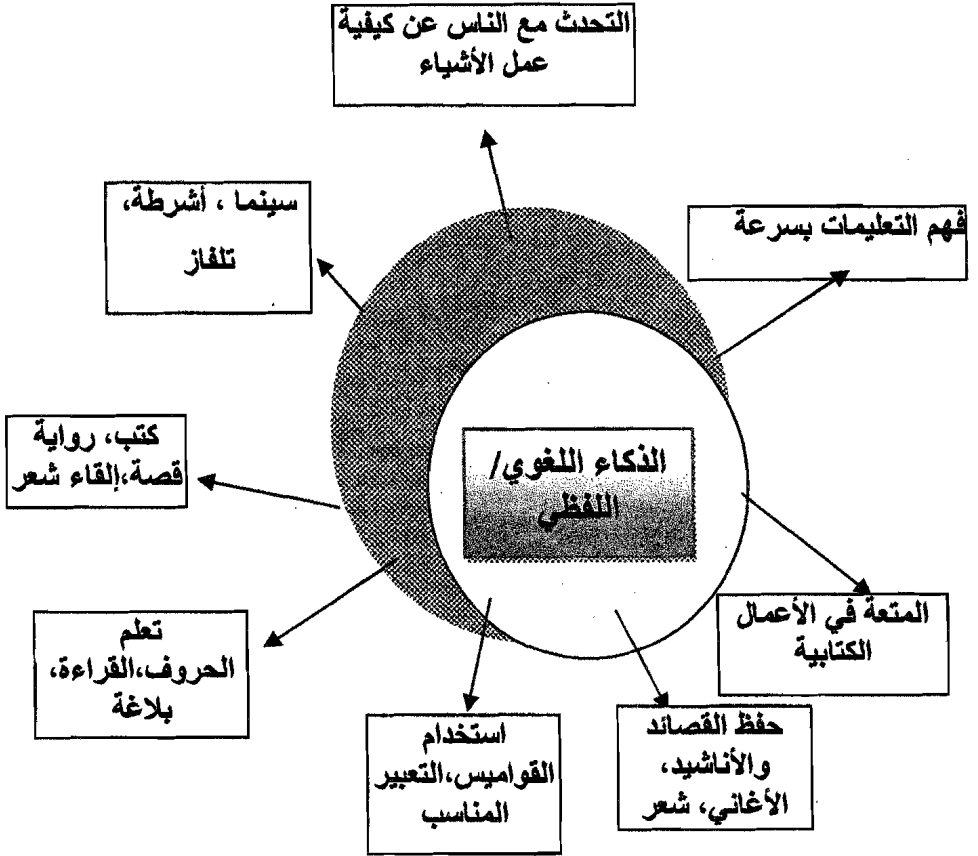 التحدث مع الناس عن كيفية
عمل الأشياء
سينما ، أشرطة،
تلفاز
فهم التعليمات بسرعة
كتب، رواية
قصة،إلقاء شعر
الذكاء اللغوي/
اللفظي
المتعة في الأعمال
الكتابية
تعلم
الحروف،القراءة،
بلاغة
استخدام
القواميس،التعبير
المناسب
حفظ القصائد
والأناشيد،
الأغاني، شعر